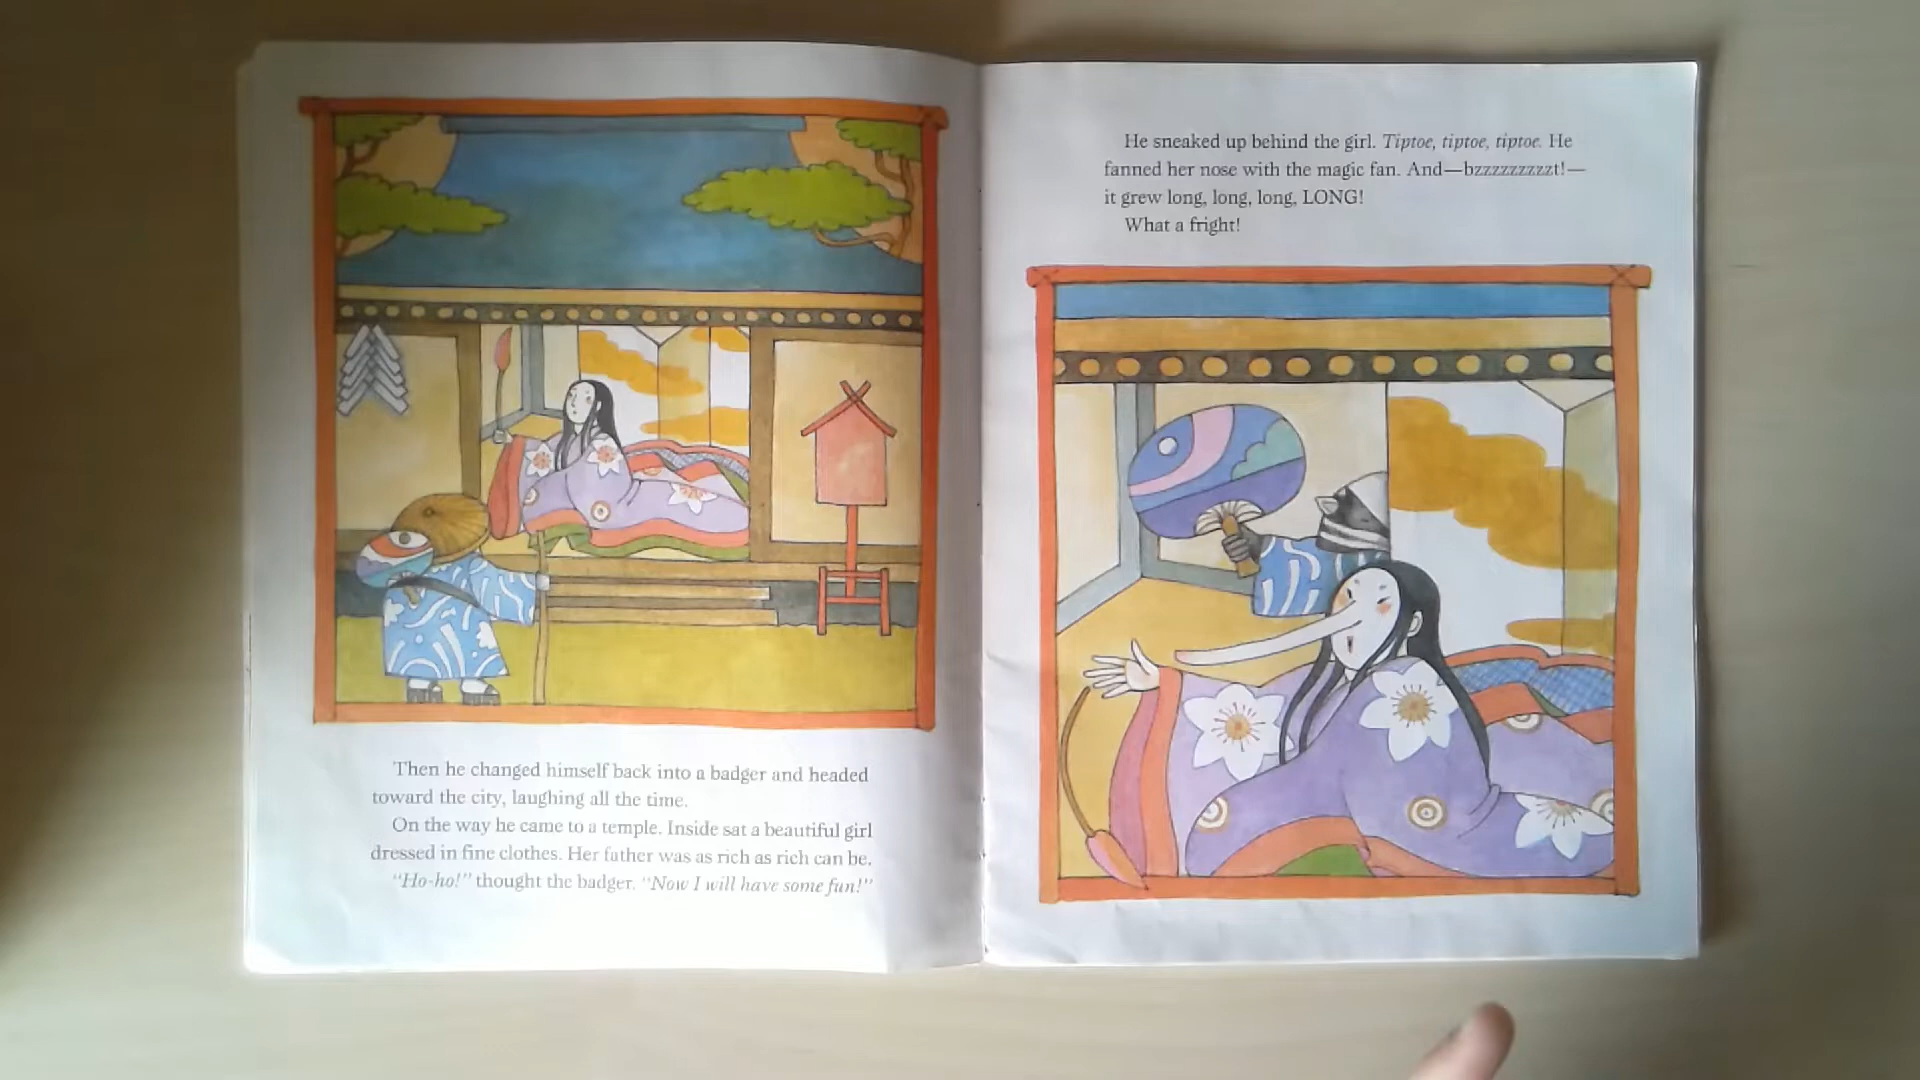 Then he changed himself back into a badger and headed
toward the city, laughing all the time.
On the way he came to a temple. Inside sat a beautiful girl
dressed in fine clothes. Her father was as rich as rich can be.
"Ho-ho!" thought the badger. "Now I will have some fun!"
He sneaked up behind the girl. Tiptoe, tiptoe, tiptoe. He
fanned her nose with the magic fan. And—bzzzzzzzzzt!—
it grew long, long, long, LONG!
What a fright!